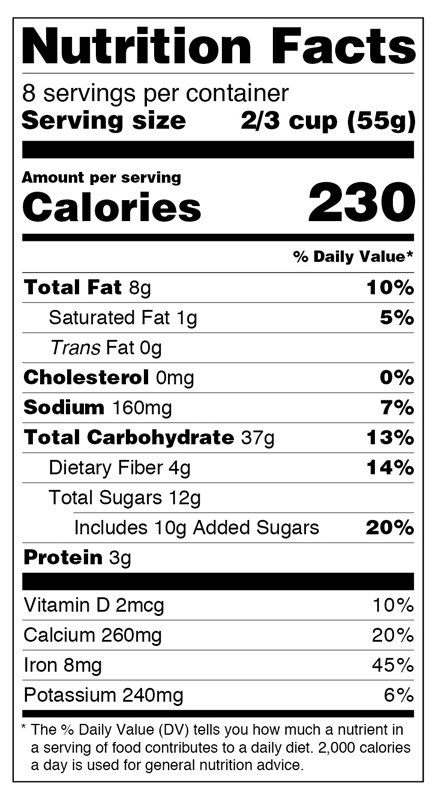 Nutrition Facts
8 servings per container
Serving size 2/3 cup (55g)
Amount per serving
Calories 230
% Daily Value*
Total Fat 8g 10%
Saturated Fat 1g 5%
Trans Fat 0g
Cholesterol 0mg 0%
Sodium 160mg 7%
Total Carbohydrate 37g 13%
Dietary Fiber 4g 14%
Total Sugars 12g
Includes 10g Added Sugars 20%
Protein 3g
Vitamin D 2mcg 10%
Calcium 260mg 20%
Iron 8mg 45%
Potassium 240mg 6%
* The % Daily Value (DV) tells you how much a nutrient in
a serving of food contributes to a daily diet. 2,000 calories
a day is used for general nutrition advice.